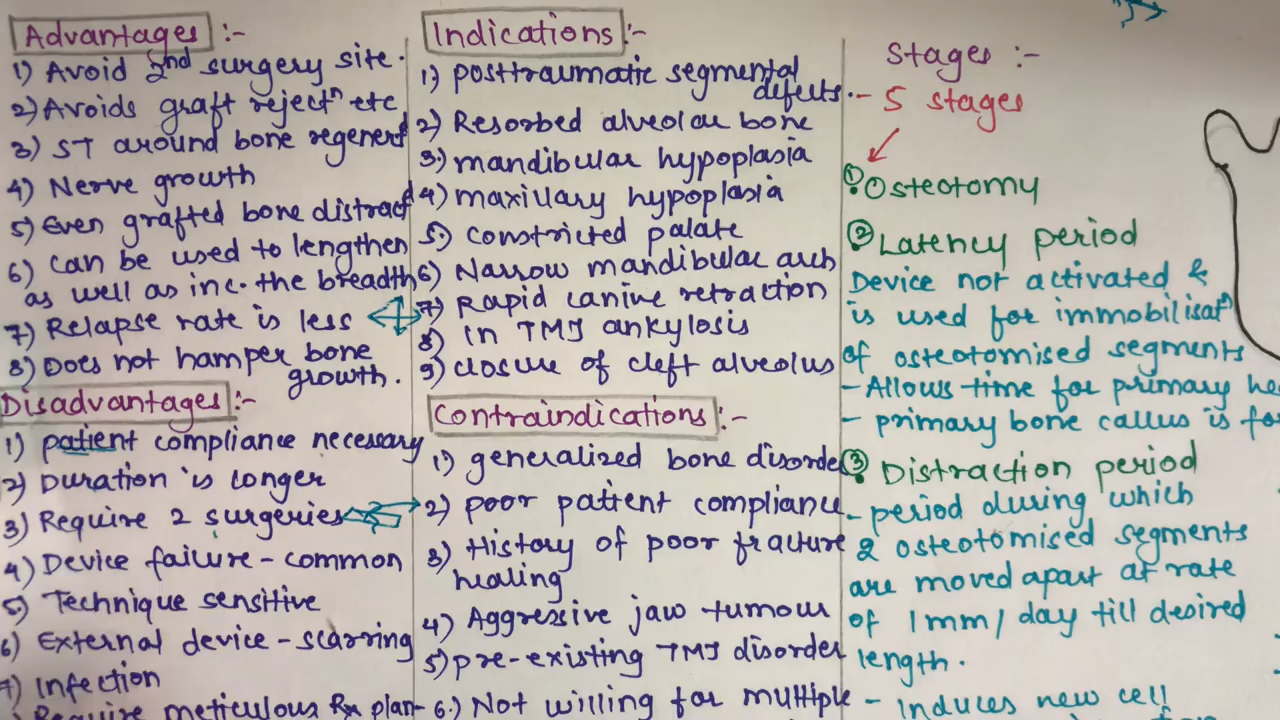 Advantages :-
1) Avoid 2nd surgery site.
2) Avoids graft rejectn etc
3) ST around bone regenerd
4) Nerve growth
5) Even grafted bone distractd
6) can be used to lengthen
as well as inc. the breadth
7) Relapse rate is less
8) Does not hamper bone
growth.
Disadvantages :-
1) patient compliance necessary
2) Duration is longer
3) Require 2 surgeries
4) Device failure - common
5) Technique sensitive
6) External device - scarring
7) Infection
Require metticulous Rx plan-
Indications :-
1) posttraumatic segmental
defects.
2) Resorbed alveolar bone
3) mandibular hypoplasia
4) maxillary hypoplasia
5.) constricted palate
6) Narrow mandibular arch
7) Rapid canine retraction
8) In TMJ ankylosis
9) closure of cleft alveolus
Contraindications :-
1) generalized bone disorder
2) poor patient compliance
3) History of poor fracture
healing
4) Aggressive jaw tumour
5) pre-existing TMJ disorder
6.) Not willing for multiple
Stages :-
- 5 stages
① Osteotomy
② Latency period
Device not activated &
is used for immobilisatn
of osteotomised segments
- Allows time for primary he
- primary bone callus is fo
③ Distraction period
- period during which
2 osteotomised segments
are moved apart at rate
of 1mm/day till desired
length.
- induces new cell